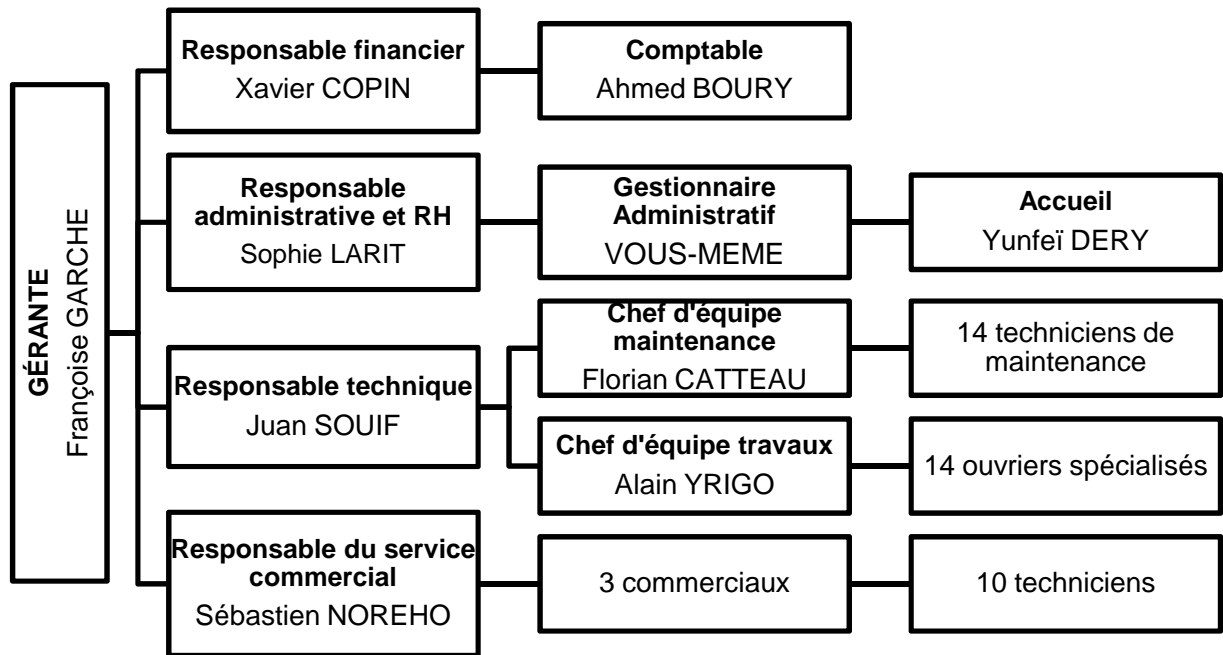 GÉRANTE
Françoise GARCHE
Responsable financier
Xavier COPIN
Comptable
Ahmed BOURY
Responsable
administrative et RH
Sophie LARIT
Gestionnaire
Administratif
VOUS-MEME
Accueil
Yunfeï DERY
Responsable technique
Juan SOUIF
Chef d'équipe
maintenance
Florian CATTEAU
14 techniciens de
maintenance
Chef d'équipe travaux
Alain YRIGO
14 ouvriers spécialisés
Responsable du service
commercial
Sébastien NOREHO
3 commerciaux
10 techniciens